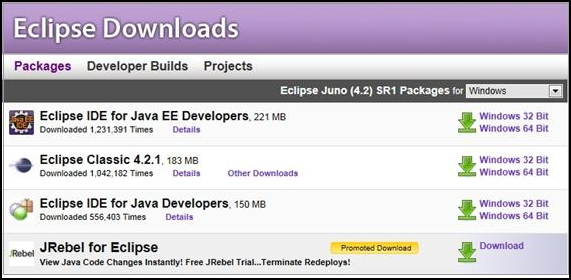 Eclipse Downloads
Packages Developer Builds Projects
Eclipse Juno (4.2) SR1 Packages for Windows
Java EE IDE
Eclipse IDE for Java EE Developers, 221 MB
Downloaded 1,231,391 Times Details
Windows 32 Bit
Windows 64 Bit
Eclipse Classic 4.2.1, 183 MB
Downloaded 1,042,182 Times Details Other Downloads
Windows 32 Bit
Windows 64 Bit
Eclipse IDE for Java Developers, 150 MB
Downloaded 556,403 Times Details
Windows 32 Bit
Windows 64 Bit
JRebel
JRebel for Eclipse
Promoted Download
Download
View Java Code Changes Instantly! Free JRebel Trial...Terminate Redeploys!